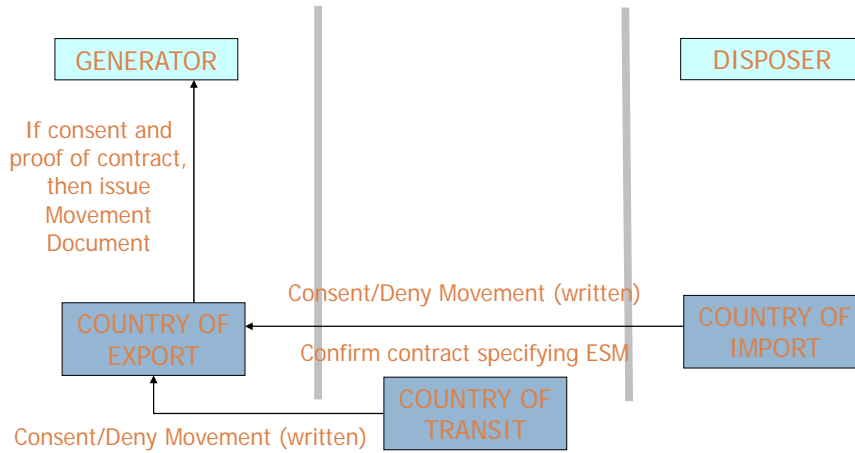 GENERATOR
DISPOSER
If consent and
proof of contract,
then issue
Movement
Document
Consent/Deny Movement (written)
COUNTRY OF
EXPORT
COUNTRY OF
IMPORT
Confirm contract specifying ESM
COUNTRY OF
TRANSIT
Consent/Deny Movement (written)